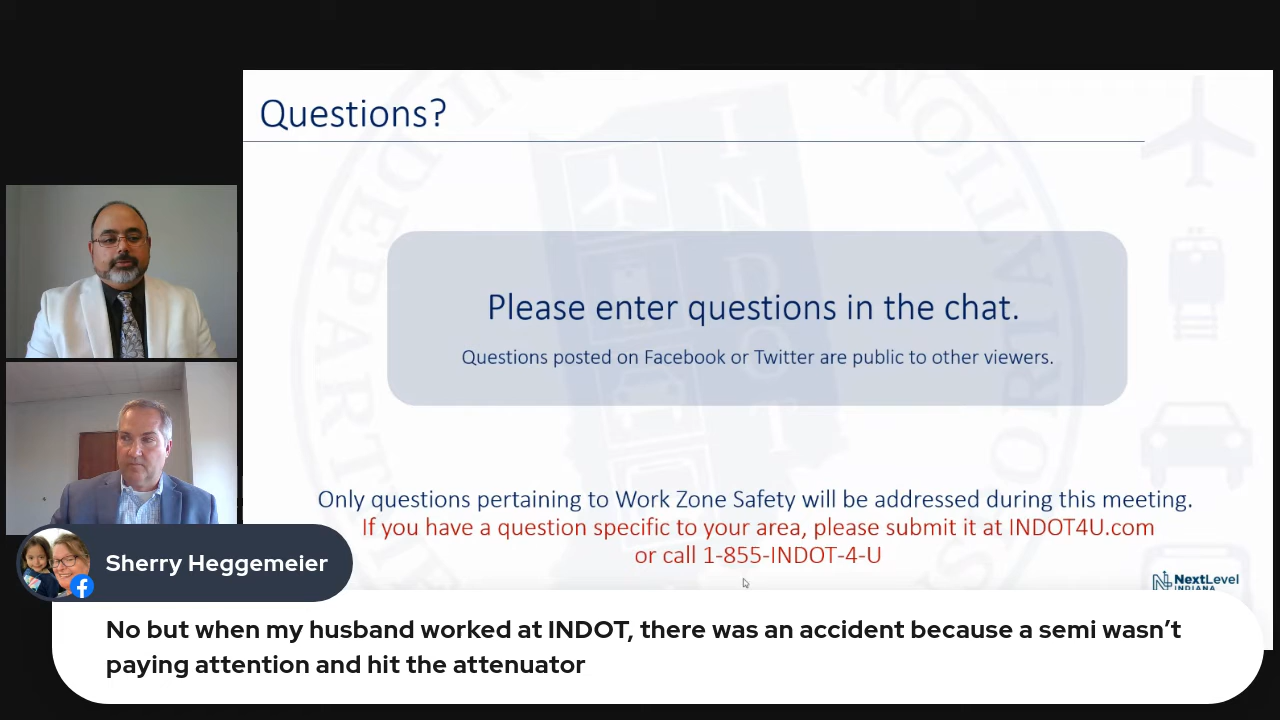 Questions?
Please enter questions in the chat.
Questions posted on Facebook or Twitter are public to other viewers.
Only questions pertaining to Work Zone Safety will be addressed during this meeting.
If you have a question specific to your area, please submit it at INDOT4U.com
or call 1-855-INDOT-4-U
NextLevel
INDIANA
INDOT
Sherry Heggemeier
No but when my husband worked at INDOT, there was an accident because a semi wasn’t
paying attention and hit the attenuator